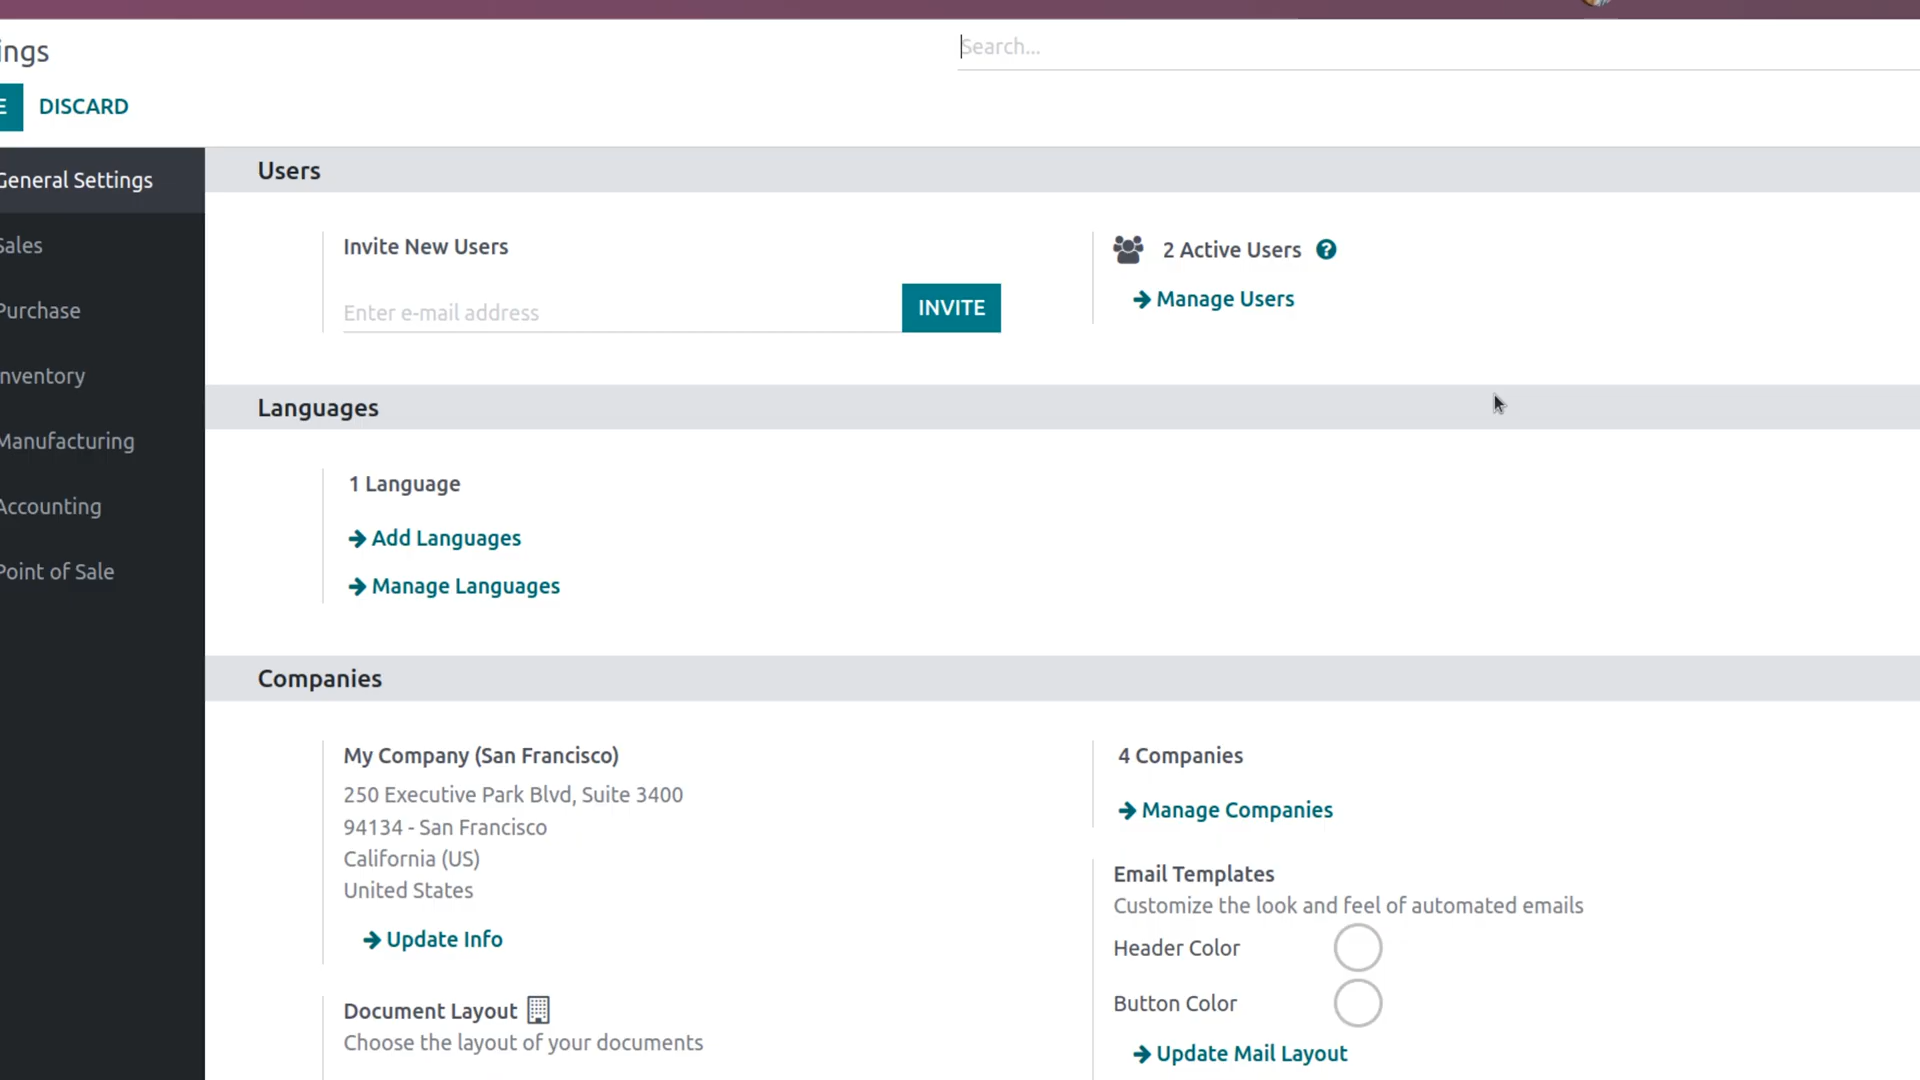 ings
Search...
E DISCARD
General Settings
Sales
Purchase
Inventory
Manufacturing
Accounting
Point of Sale
Users
Invite New Users
Enter e-mail address
INVITE
2 Active Users ?
Manage Users
Languages
1 Language
Add Languages
Manage Languages
Companies
My Company (San Francisco)
250 Executive Park Blvd, Suite 3400
94134 - San Francisco
California (US)
United States
Update Info
4 Companies
Manage Companies
Email Templates
Customize the look and feel of automated emails
Header Color
Button Color
Update Mail Layout
Document Layout
Choose the layout of your documents